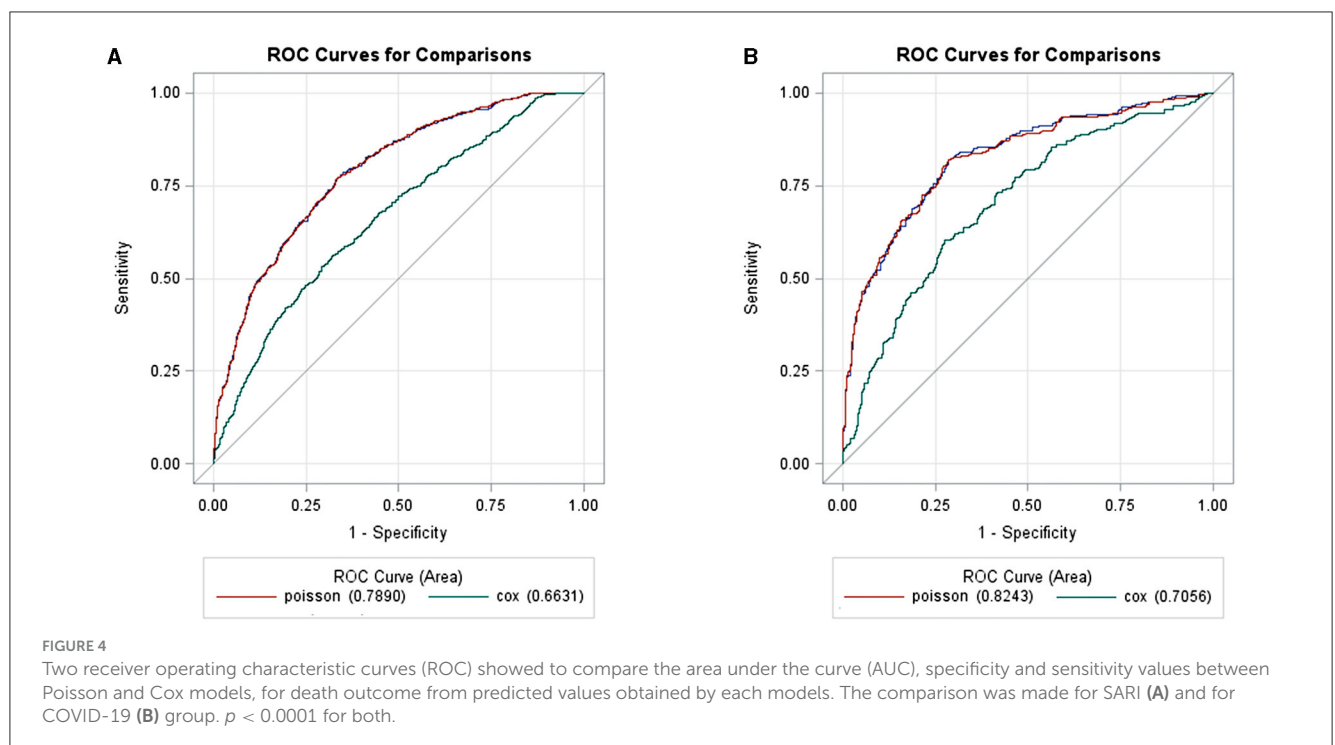 A
ROC Curves for Comparisons
1.00
0.75
0.50
0.25
0.00
Sensitivity
0.00 0.25 0.50 0.75 1.00
1 - Specificity
ROC Curve (Area)
poisson (0.7890) cox (0.6631)
B
ROC Curves for Comparisons
1.00
0.75
0.50
0.25
0.00
Sensitivity
0.00 0.25 0.50 0.75 1.00
1 - Specificity
ROC Curve (Area)
poisson (0.8243) cox (0.7056)
FIGURE 4
Two receiver operating characteristic curves (ROC) showed to compare the area under the curve (AUC), specificity and sensitivity values between
Poisson and Cox models, for death outcome from predicted values obtained by each models. The comparison was made for SARI (A) and for
COVID-19 (B) group. p < 0.0001 for both.